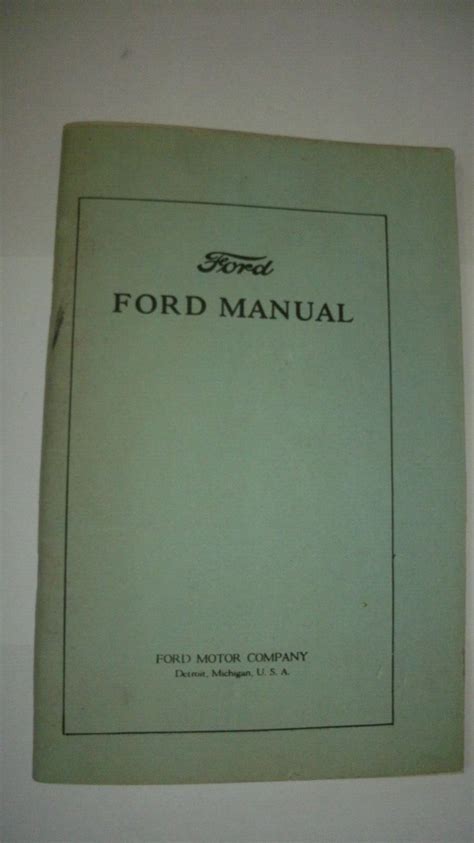 Ford
FORD MANUAL
FORD MOTOR COMPANY
Detroit, Michigan, U. S. A.